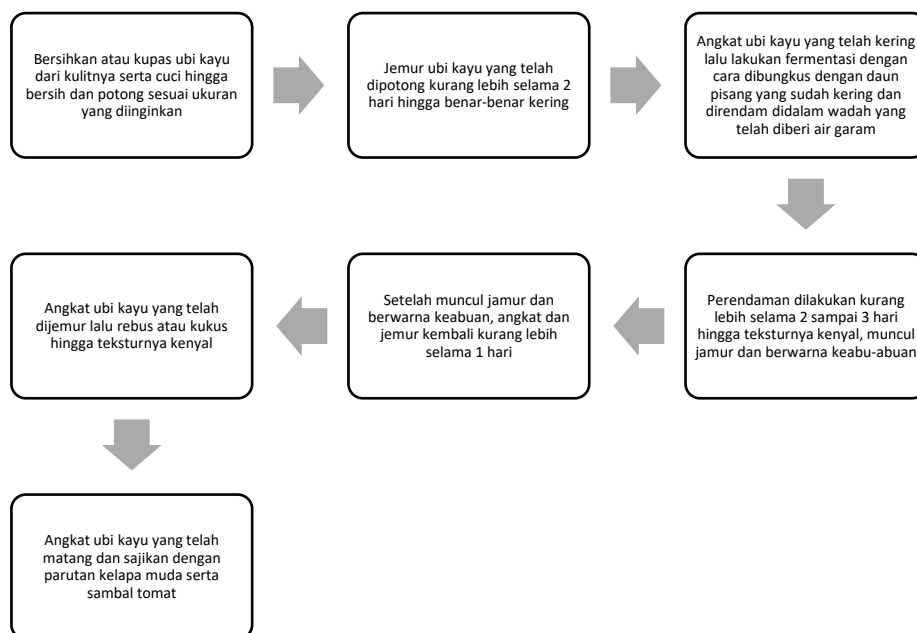 Bersihkan atau kupas ubi kayu
dari kulitnya serta cuci hingga
bersih dan potong sesuai ukuran
yang diinginkan
Jemur ubi kayu yang telah
dipotong kurang lebih selama 2
hari hingga benar-benar kering
Angkat ubi kayu yang telah kering
lalu lakukan fermentasi dengan
cara dibungkus dengan daun
pisang yang sudah kering dan
direndam didalam wadah yang
telah diberi air garam
Perendaman dilakukan kurang
lebih selama 2 sampai 3 hari
hingga teksturnya kenyal, muncul
jamur dan berwarna keabu-abuan
Setelah muncul jamur dan
berwarna keabuan, angkat dan
jemur kembali kurang lebih
selama 1 hari
Angkat ubi kayu yang telah
dijemur lalu rebus atau kukus
hingga teksturnya kenyal
Angkat ubi kayu yang telah
matang dan sajikan dengan
parutan kelapa muda serta
sambal tomat